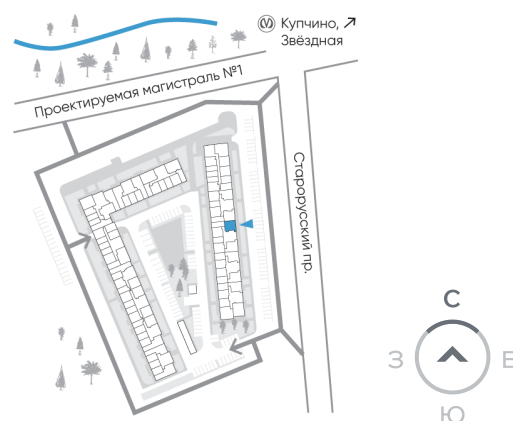 Купчино,
Звёздная
Проектируемая магистраль №1
Старорусский пр.
С
З
Ю